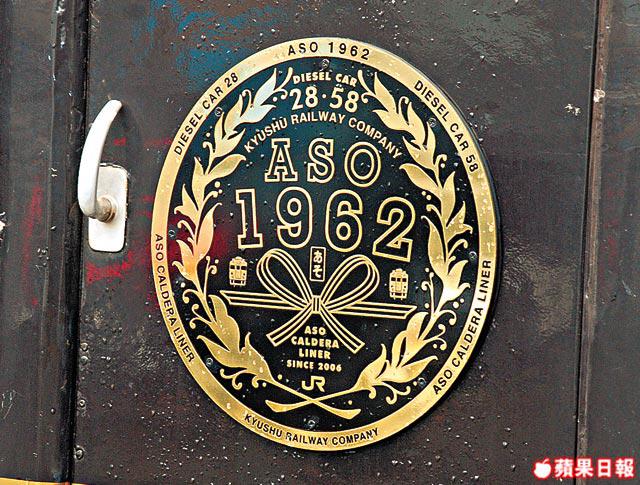 ASO 1962
DIESEL CAR 28
DIESEL CAR 58
DIESEL CAR
28·58
KYUSHU RAILWAY COMPANY
ASO
1962
あそ
ASO
CALDERA
LINER
SINCE 2006
JR
ASO CALDERA LINER
ASO CALDERA LINER
KYUSHU RAILWAY COMPANY
蘋果日報